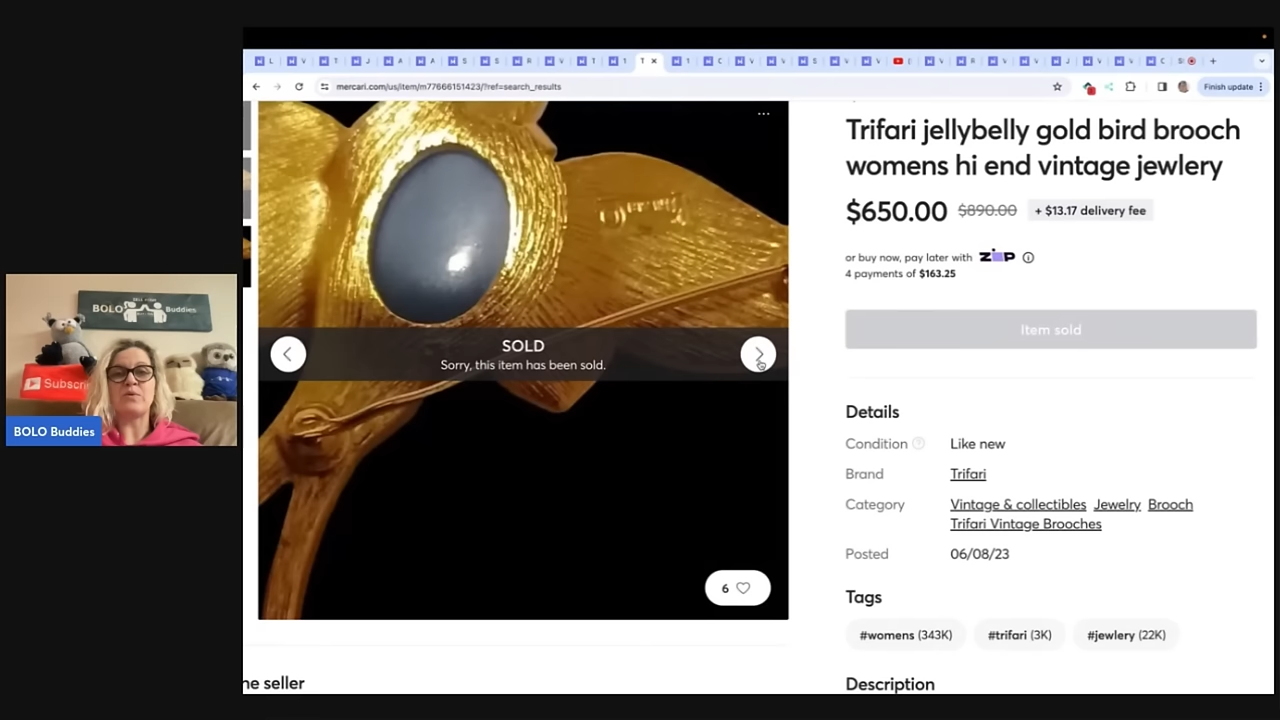 mercari.com/us/item/m77666151423/?ref=search_results
Finish update
Trifari jellybelly gold bird brooch
womens hi end vintage jewlery
$650.00 $890.00 + $13.17 delivery fee
or buy now, pay later with ZIP
4 payments of $163.25
Item sold
SOLD
Sorry, this item has been sold.
6
Details
Condition Like new
Brand Trifari
Category Vintage & collectibles Jewelry Brooch
Trifari Vintage Brooches
Posted 06/08/23
Tags
#womens (343K) #trifari (3K) #jewlery (22K)
Description
he seller
BOLO Buddies
Subscr
BOLO Buddies